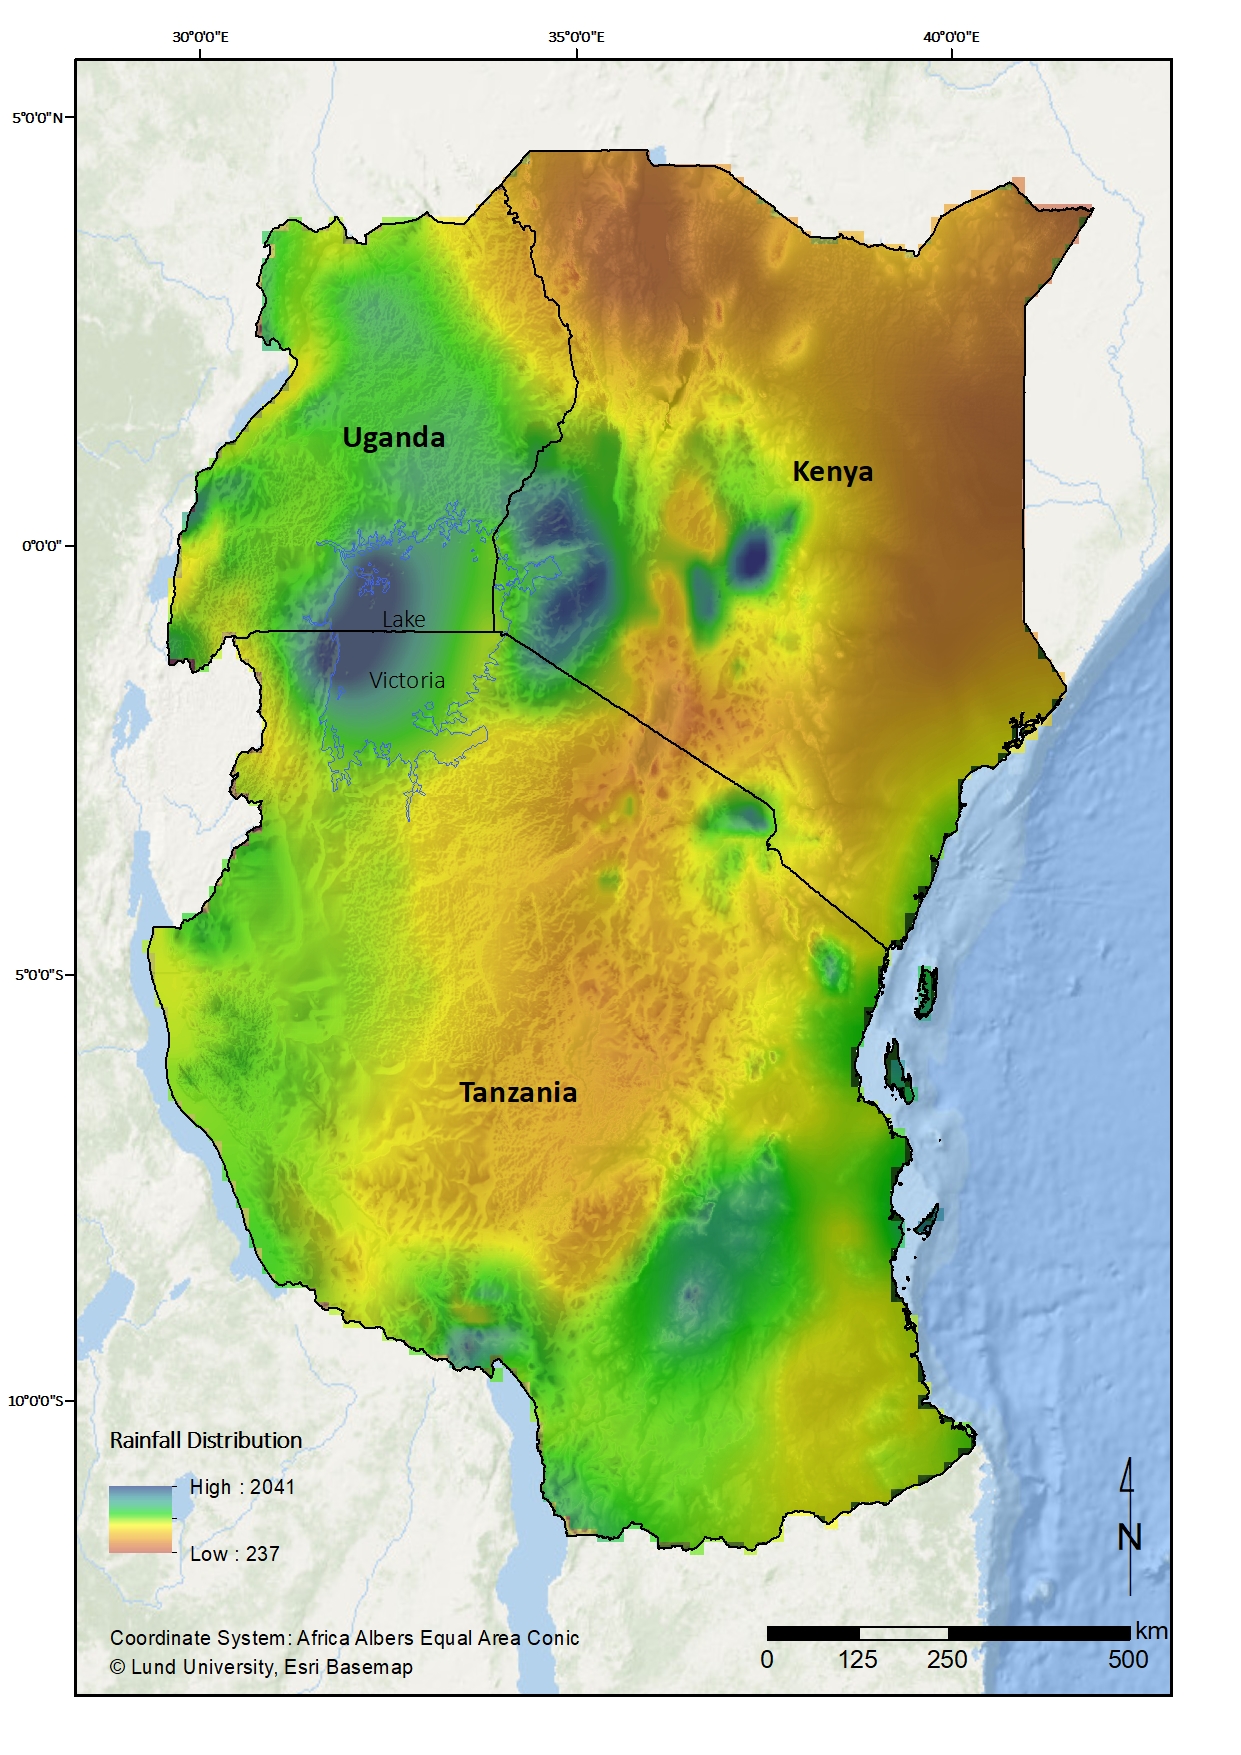 30°0'0"E
35°0'0"E
40°0'0"E
5°0'0"N
Uganda
Kenya
0°0'0"
Lake
Victoria
5°0'0"S
Tanzania
10°0'0"S
Rainfall Distribution
High : 2041
Low : 237
N
Coordinate System: Africa Albers Equal Area Conic
© Lund University, Esri Basemap
km
0 125 250 500